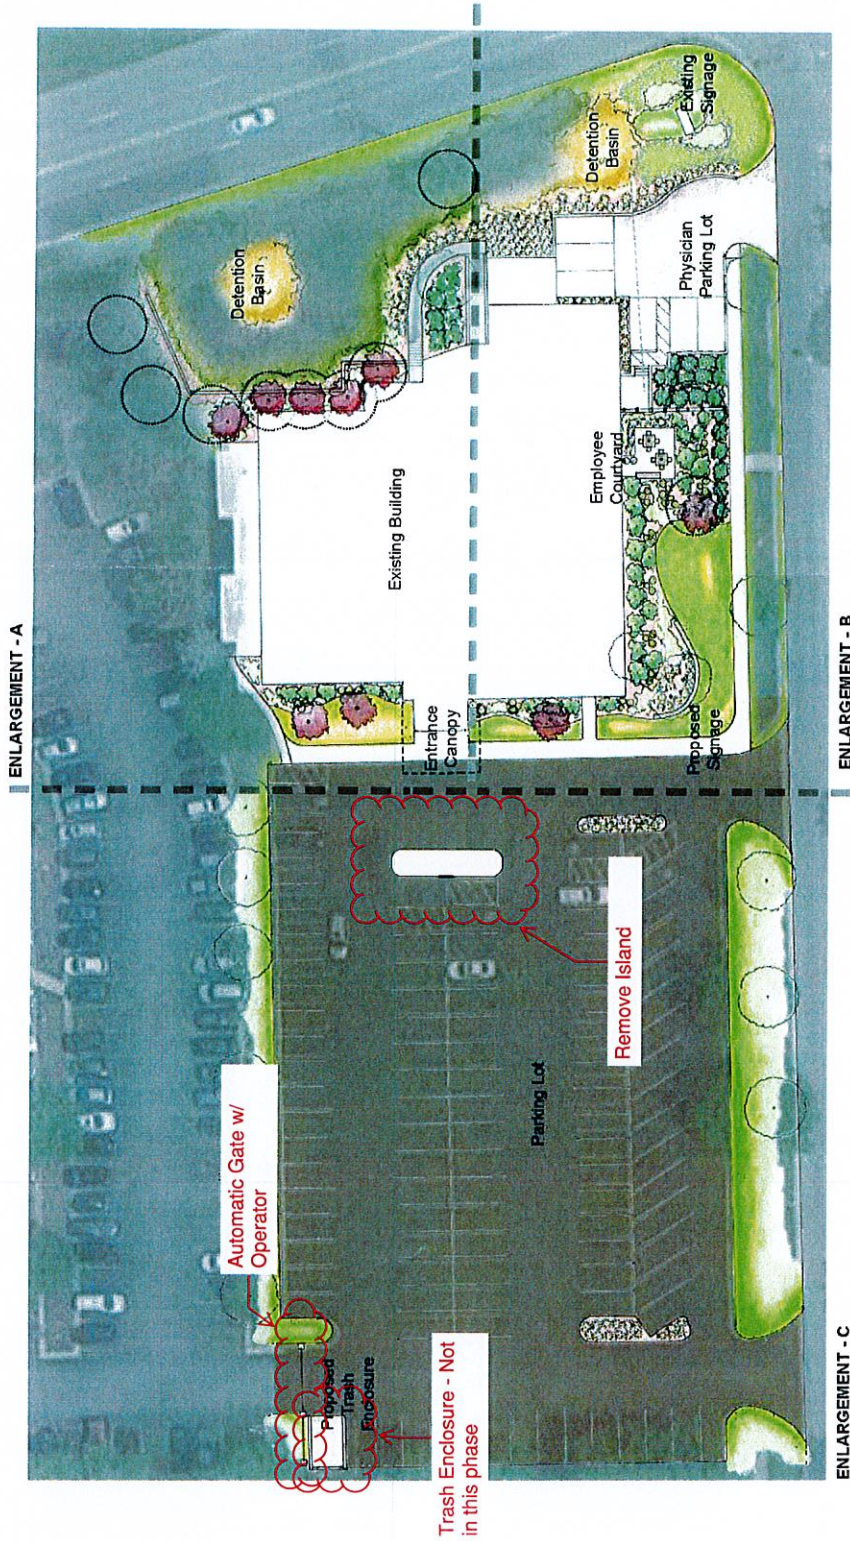 ENLARGEMENT - A
ENLARGEMENT - B
ENLARGEMENT - C
Detention
Basin
Detention
Basin
Existing
Signage
Physician
Parking Lot
Existing Building
Employee
Courtyard
Entrance
Canopy
Proposed
Signage
Remove Island
Parking Lot
Automatic Gate w/
Operator
Proposed
Trash
Enclosure
Trash Enclosure - Not
in this phase